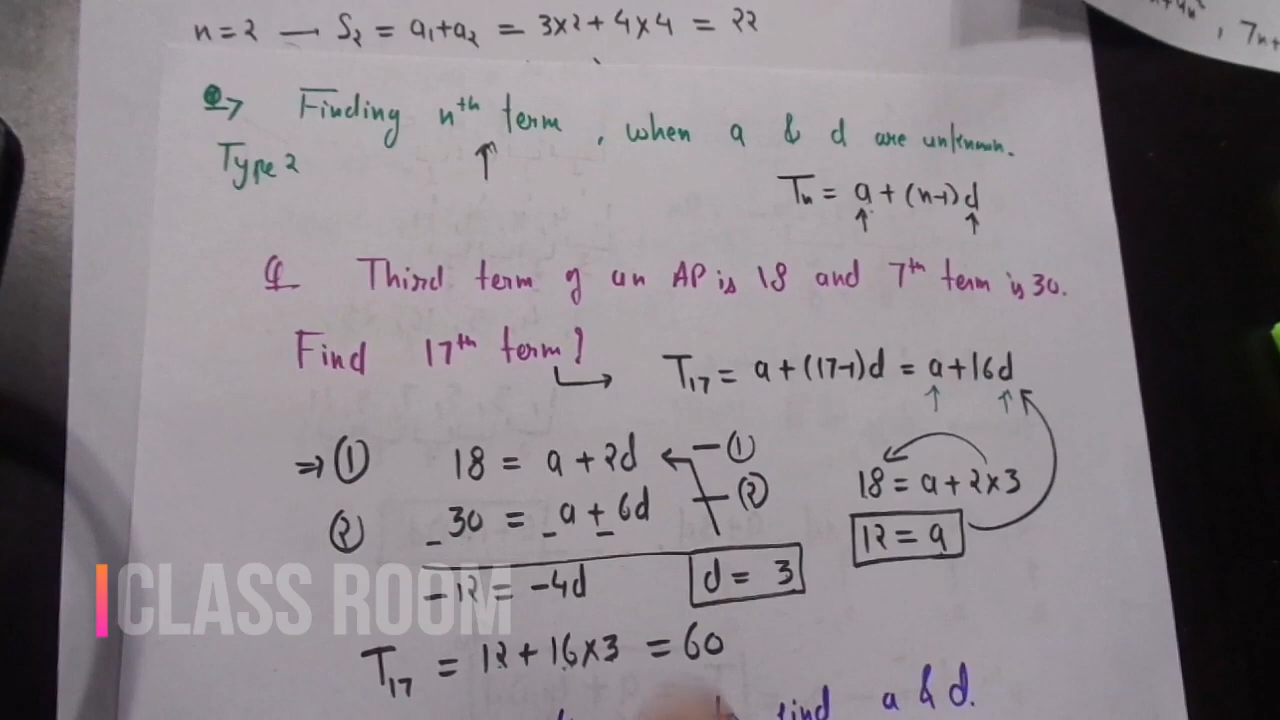 n=2 — S₂ = a₁+a₂ = 3×2+4×4 = 22
Q> Finding nᵗʰ term, when a & d are unknown.
Type 2
Tₙ = a+(n-1)d
Q Third term of an AP is 18 and 7ᵗʰ term is 30.
Find 17ᵗʰ term?
T₁₇ = a+(17-1)d = a+16d
⇒ ① 18 = a+2d —①
② 30 = a+6d —②
-12 = -4d
d = 3
18 = a+2×3
12 = a
CLASS ROOM
T₁₇ = 12+16×3 = 60
find a & d.